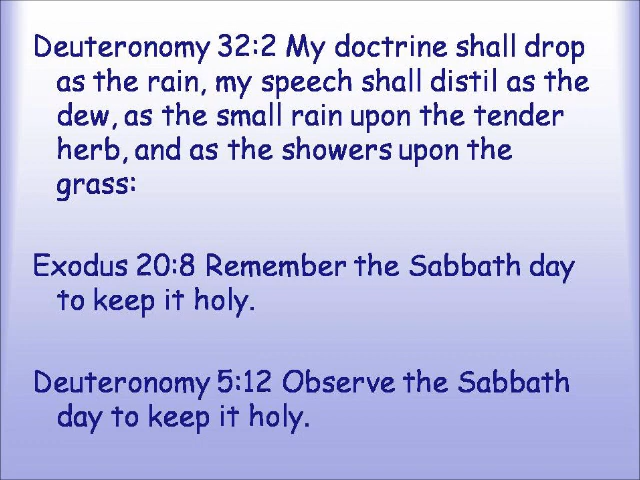 Deuteronomy 32:2 My doctrine shall drop
as the rain, my speech shall distil as the
dew, as the small rain upon the tender
herb, and as the showers upon the
grass:
Exodus 20:8 Remember the Sabbath day
to keep it holy.
Deuteronomy 5:12 Observe the Sabbath
day to keep it holy.